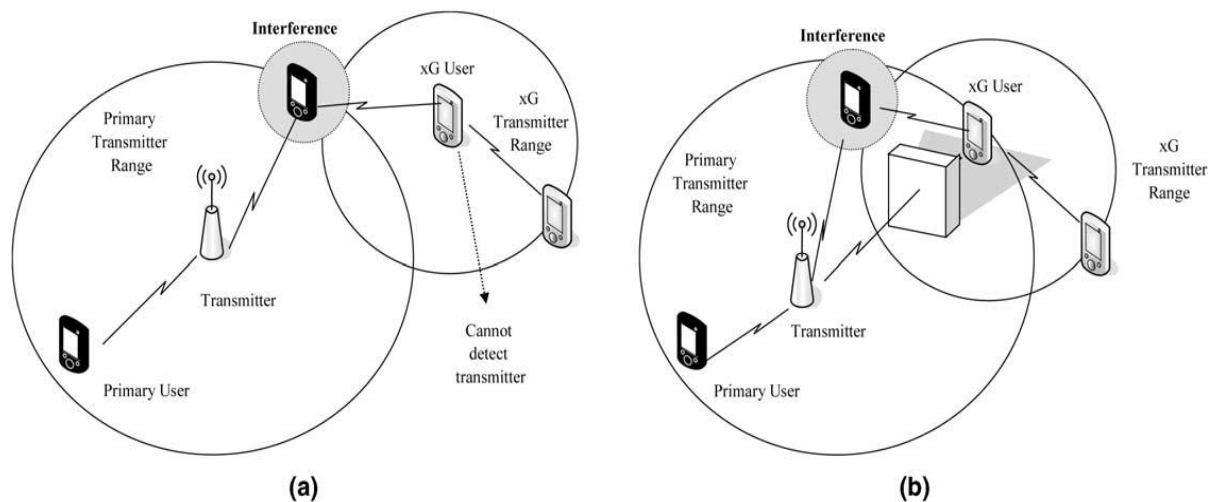 Interference
xG User
xG
Transmitter
Range
Primary
Transmitter
Range
Transmitter
Cannot
detect
transmitter
Primary User
(a)
Interference
xG User
Primary
Transmitter
Range
xG
Transmitter
Range
Transmitter
Primary User
(b)